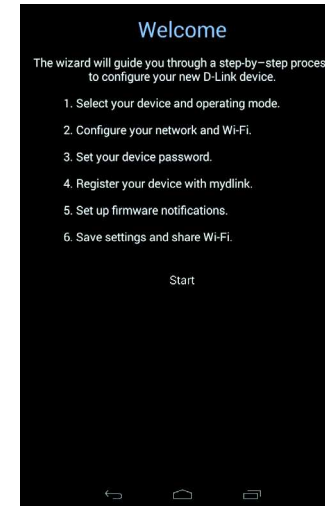 Welcome
The wizard will guide you through a step-by-step proces
to configure your new D-Link device.
1. Select your device and operating mode.
2. Configure your network and Wi-Fi.
3. Set your device password.
4. Register your device with mydlink.
5. Set up firmware notifications.
6. Save settings and share Wi-Fi.
Start